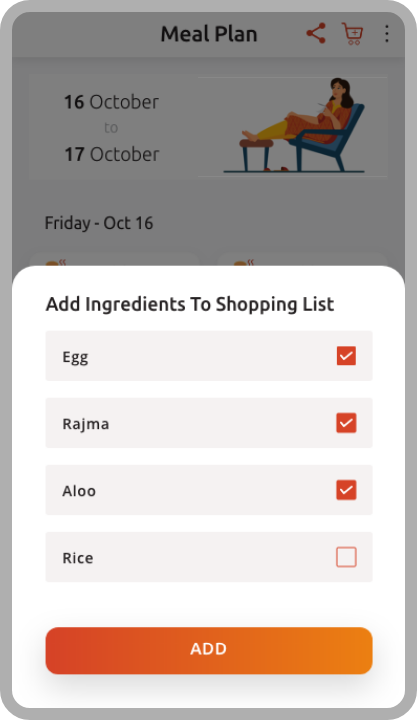 Meal Plan
16 October
to
17 October
Friday - Oct 16
Add Ingredients To Shopping List
Egg
Rajma
Aloo
Rice
ADD